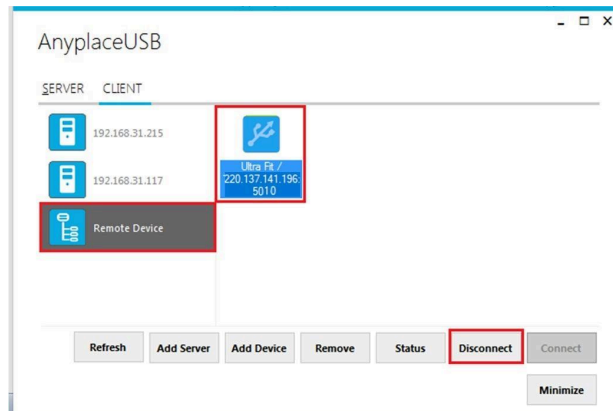 AnyplaceUSB
SERVER CLIENT
192.168.31.215
192.168.31.117
Remote Device
Ultra Fit /
220.137.141.196:
5010
Refresh Add Server Add Device Remove Status Disconnect Connect
Minimize